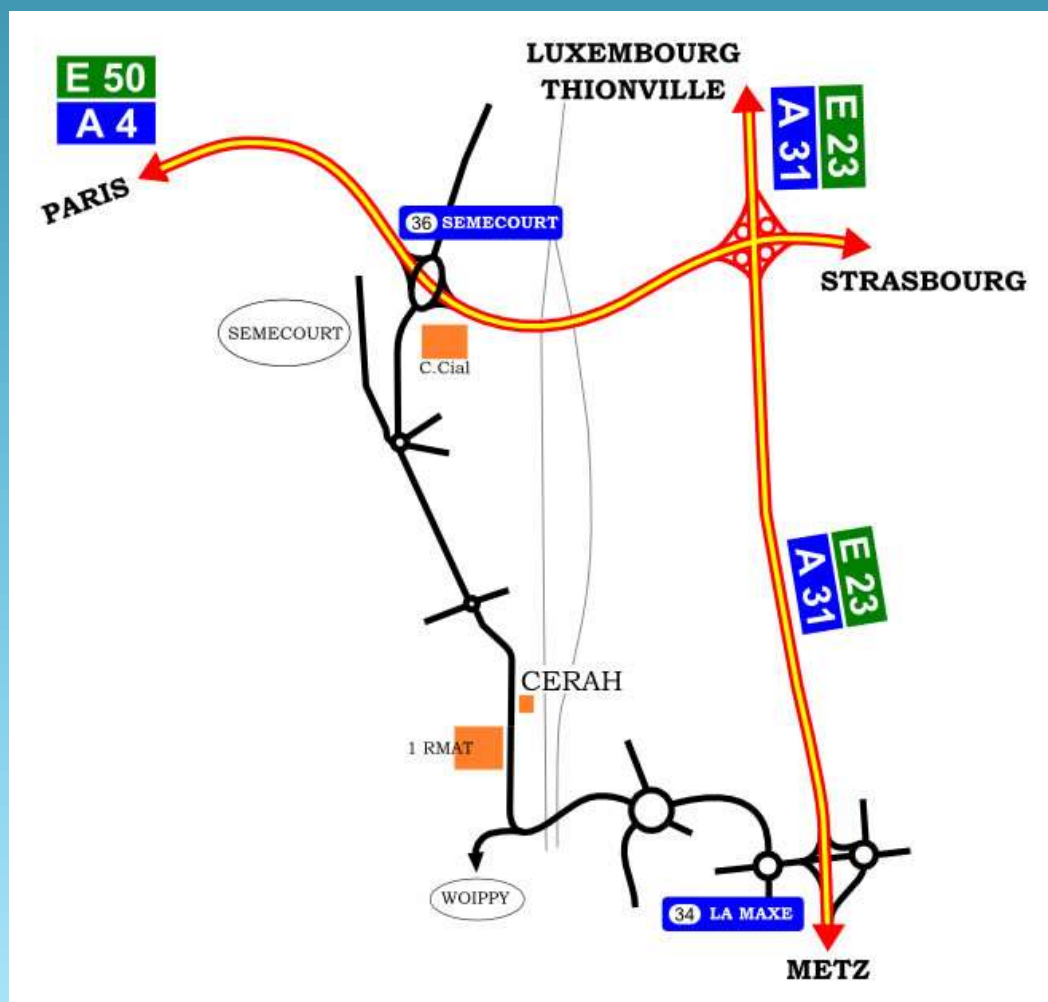 LUXEMBOURG
THIONVILLE
E 50
A 4
E 23
A 31
PARIS
36 SEMECOURT
STRASBOURG
SEMECOURT
C.Cial
E 23
A 31
CERAH
1 RMAT
WOIPPY
34 LA MAXE
METZ